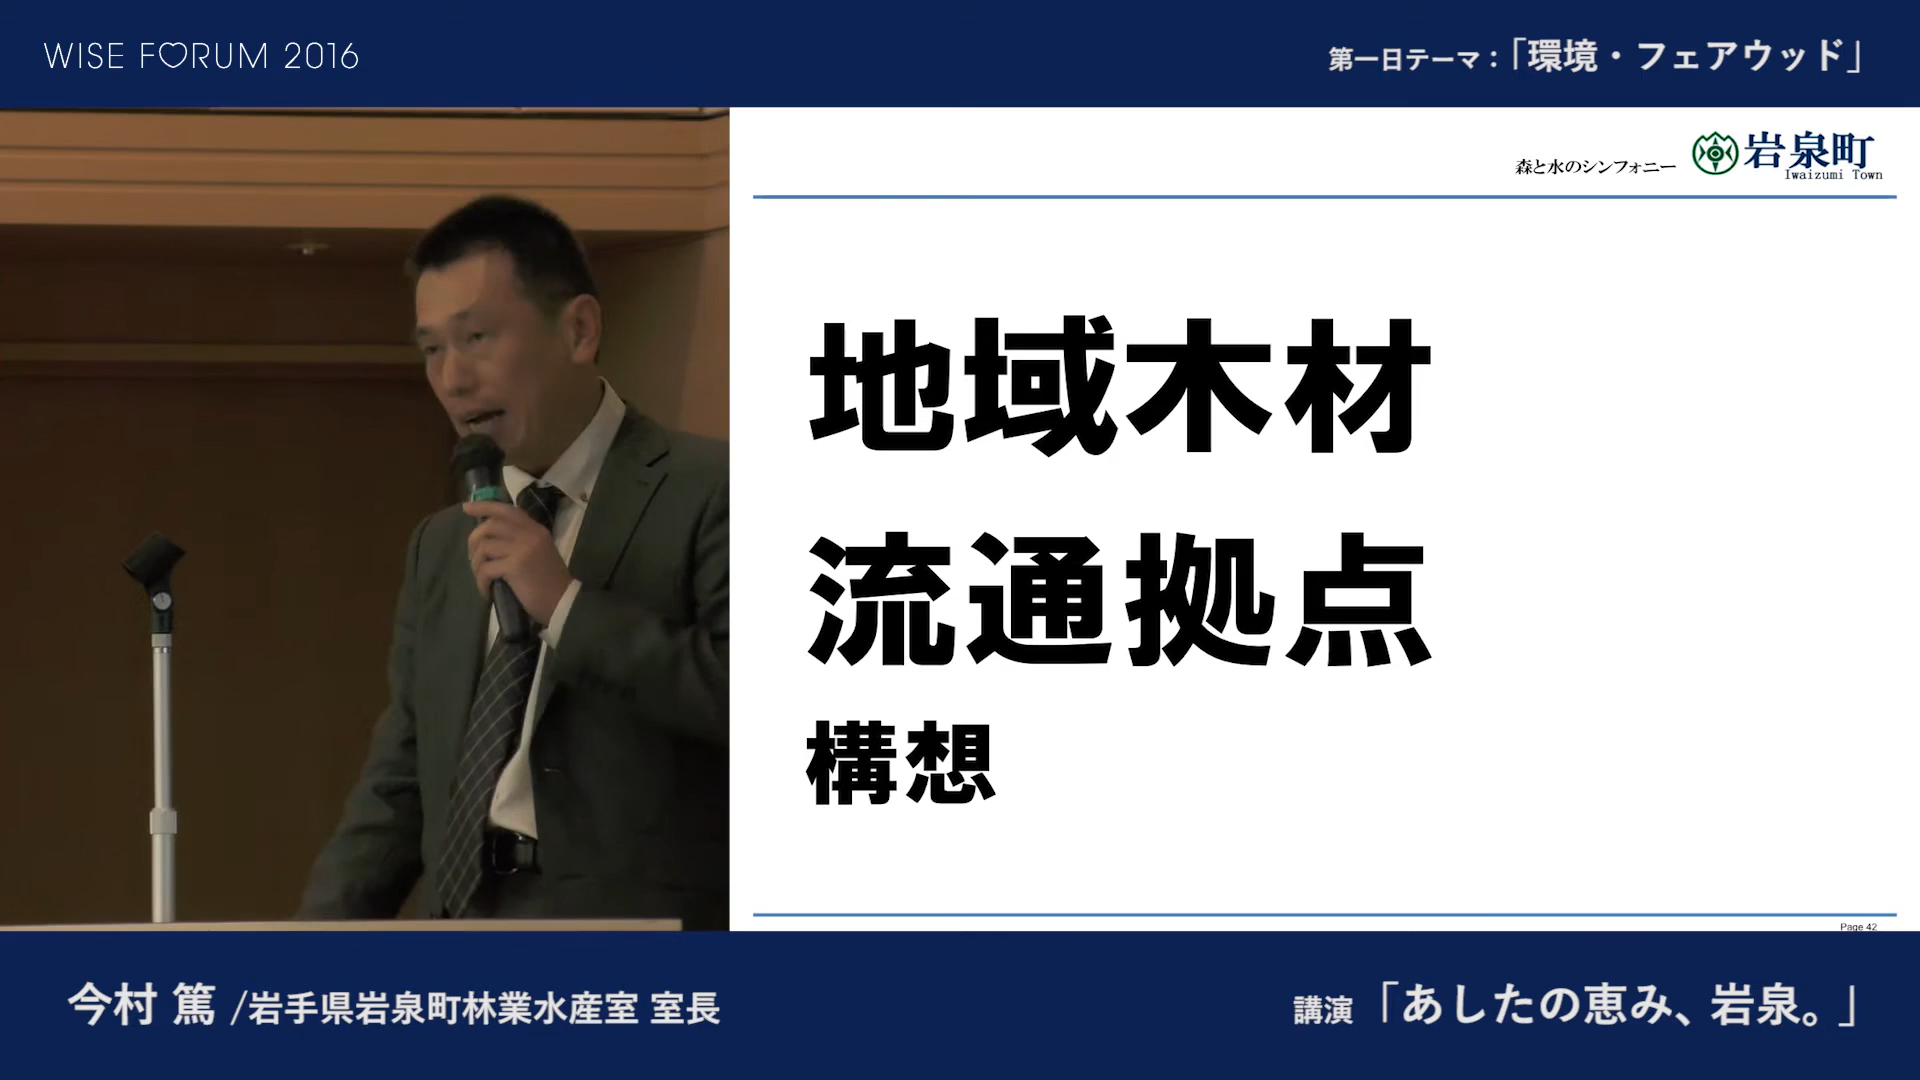 WISE FORUM 2016
第一日テーマ：「環境・フェアウッド」
森と水のシンフォニー 岩泉町
Iwaizumi Town
地域木材
流通拠点
構想
Page 42
今村 篤 /岩手県岩泉町林業水産室 室長
講演 「あしたの恵み、岩泉。」